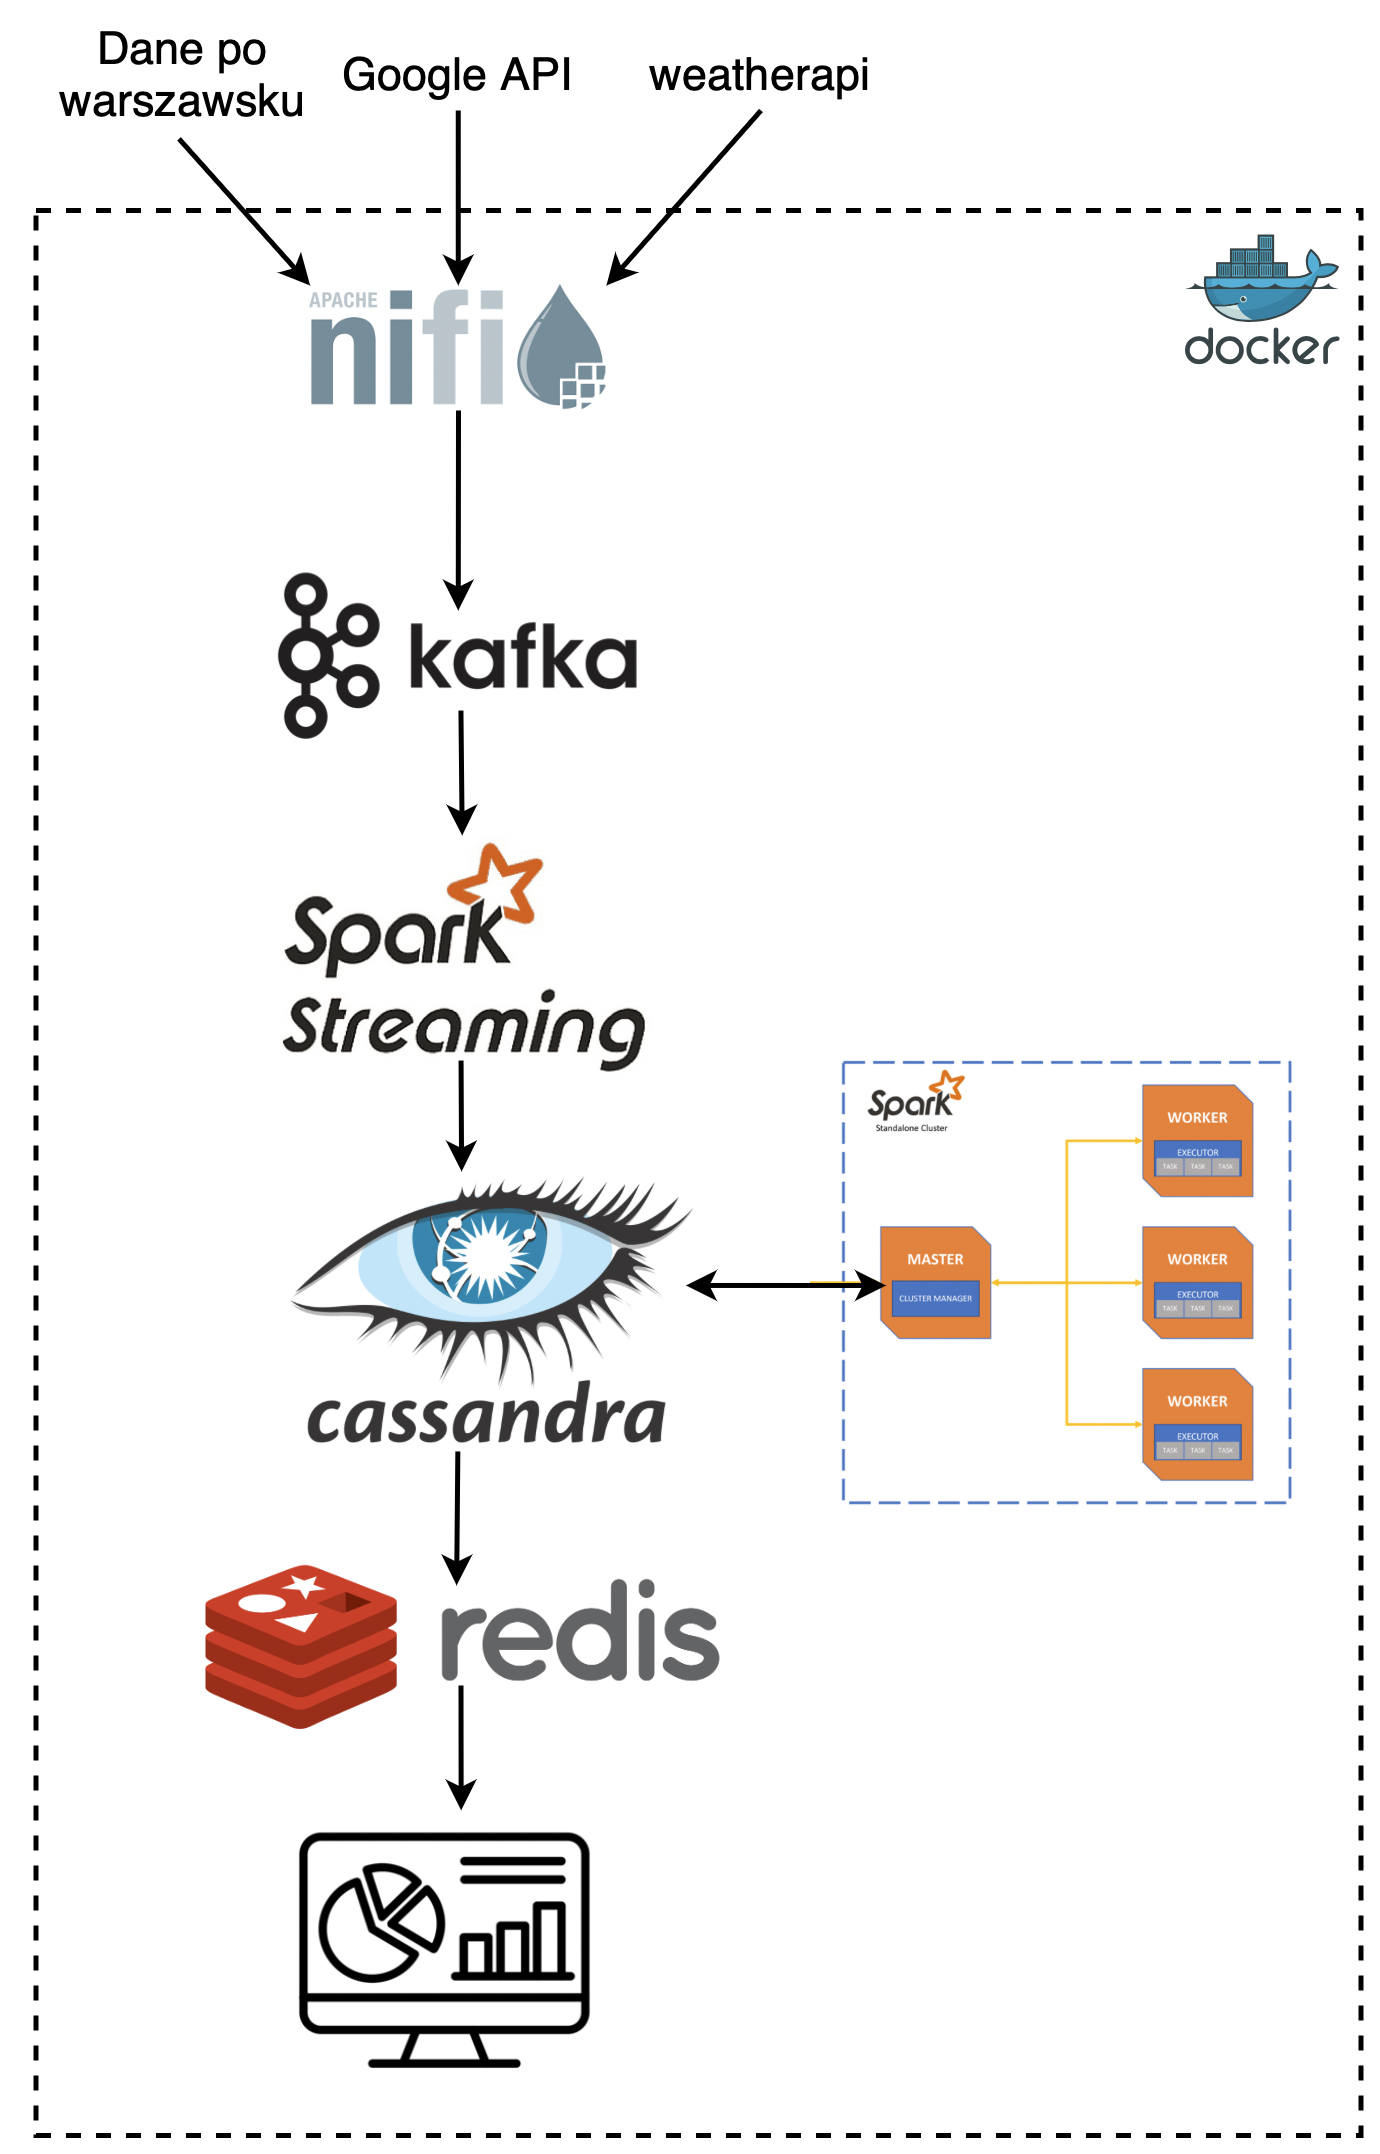 Dane po
warszawsku
Google API
weatherapi
APACHE
nifi
docker
kafka
Spark
Streaming
Spark
Standalone Cluster
WORKER
EXECUTOR
TASK TASK TASK
MASTER
CLUSTER MANAGER
WORKER
EXECUTOR
TASK TASK TASK
WORKER
EXECUTOR
TASK TASK TASK
cassandra
redis